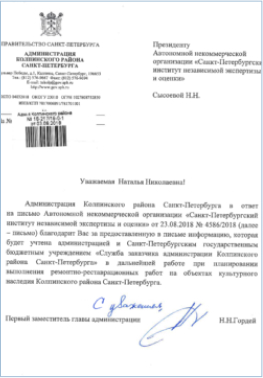 ПРАВИТЕЛЬСТВО САНКТ-ПЕТЕРБУРГА
АДМИНИСТРАЦИЯ
КОЛПИНСКОГО РАЙОНА
САНКТ-ПЕТЕРБУРГА
Президенту
Автономной некоммерческой
организации «Санкт-Петербургский
институт независимой экспертизы
и оценки»
Сысоевой Н.Н.
Уважаемая Наталья Николаевна!
Администрация Колпинского района Санкт-Петербурга в ответ
на письмо Автономной некоммерческой организации «Санкт-Петербургский
институт независимой экспертизы и оценки» от 23.08.2018 № 4586/2018 (далее
– письмо) благодарит Вас за предоставленную в письме информацию, которая
будет учтена администрацией и Санкт-Петербургским государственным
бюджетным учреждением «Служба заказчика администрации Колпинского
района Санкт-Петербурга» в дальнейшей работе при планировании
выполнения ремонтно-реставрационных работ на объектах культурного
наследия Колпинского района Санкт-Петербурга.
С уважением
Первый заместитель главы администрации
Н.Н.Гордей